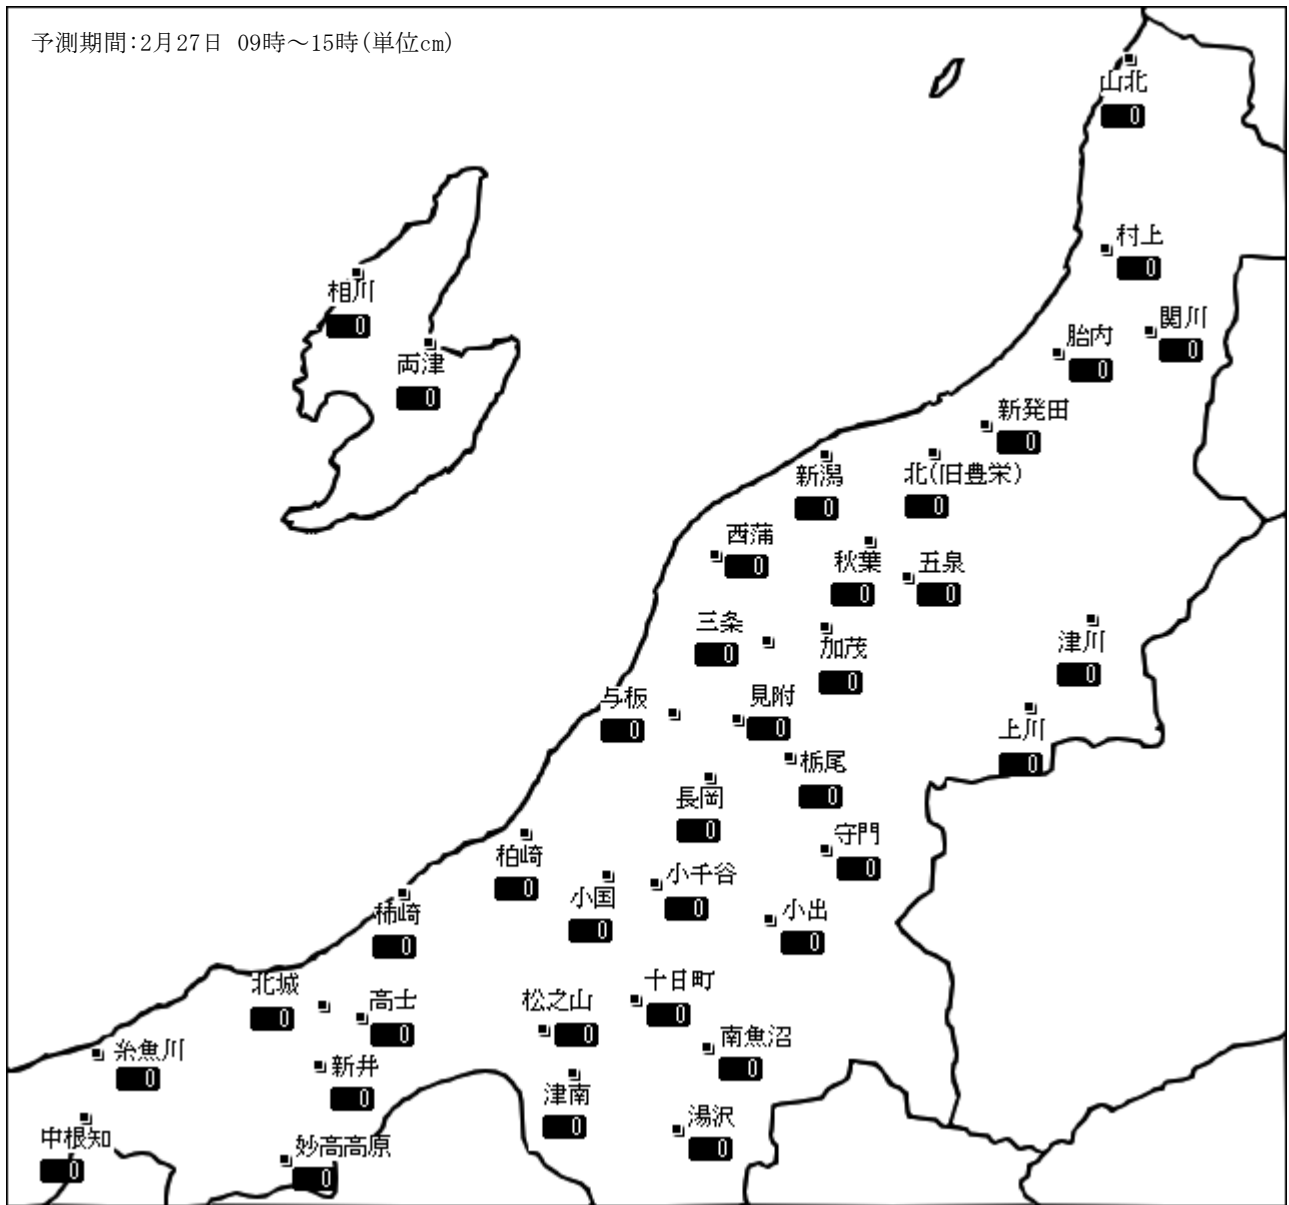 予測期間:2月27日 09時～15時(単位cm)
山北
0
村上
0
相川
0
関川
0
胎内
0
両津
0
新発田
0
新潟
0
北(旧豊栄)
0
西蒲
0
秋葉
0
五泉
0
三条
0
加茂
0
津川
0
与板
0
見附
0
上川
0
栃尾
0
長岡
0
守門
0
柏崎
0
小千谷
0
小国
0
小出
0
柿崎
0
北城
0
高士
0
松之山
0
十日町
0
南魚沼
0
糸魚川
0
新井
0
津南
0
湯沢
0
中根知
0
妙高高原
0